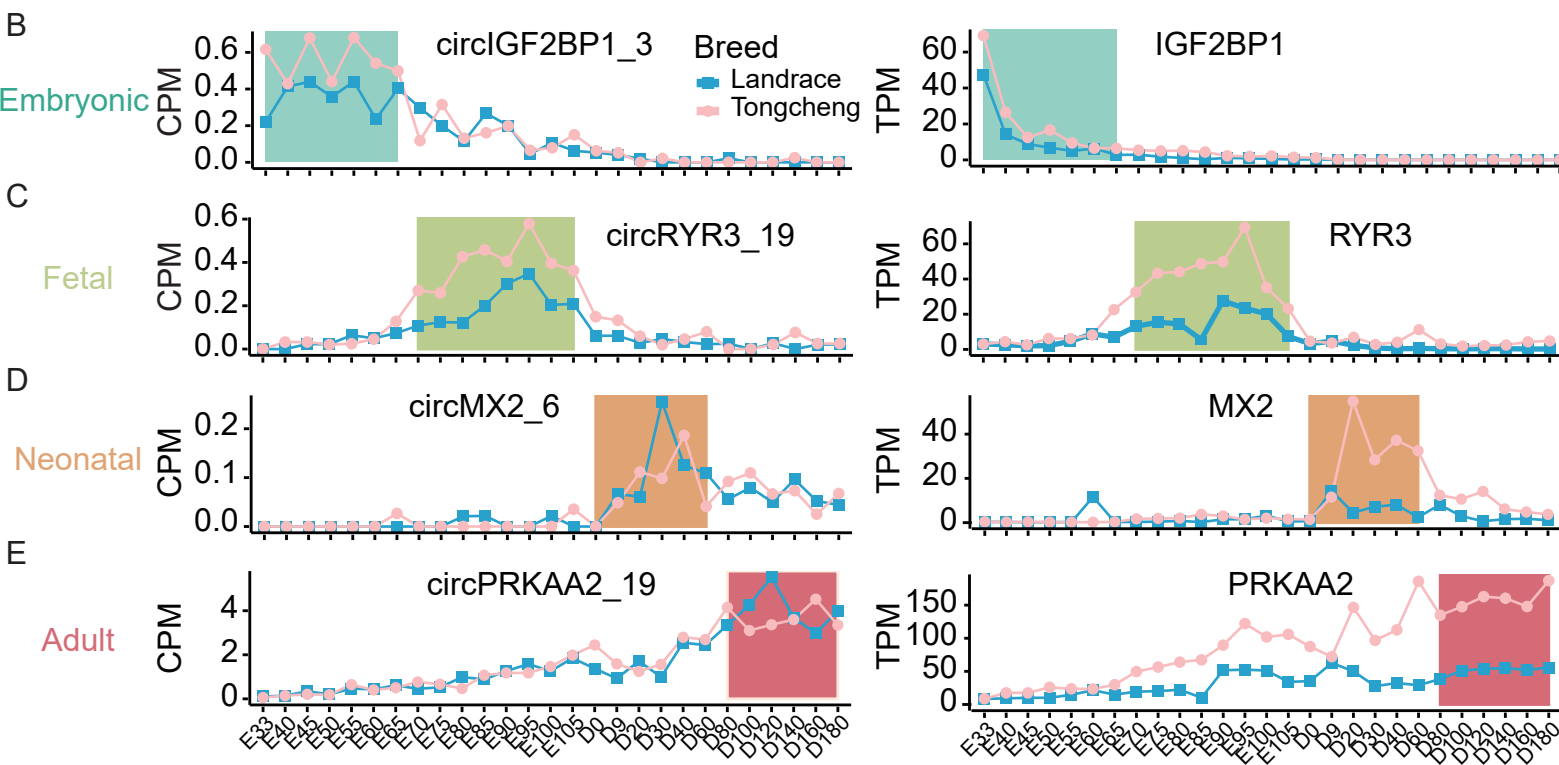 B
Embryonic
CPM
0.6
0.4
0.2
0.0
circIGF2BP1_3
Breed
Landrace
Tongcheng
TPM
60
40
20
0
IGF2BP1
C
Fetal
CPM
0.6
0.4
0.2
0.0
circRYR3_19
TPM
60
40
20
0
RYR3
D
Neonatal
CPM
0.2
0.1
0.0
circMX2_6
TPM
40
20
0
MX2
E
Adult
CPM
4
2
0
circPRKAA2_19
TPM
150
100
50
0
PRKAA2
E33 E40 E45 E50 E55 E60 E65 E70 E75 E80 E85 E90 E95 E100 E105 D0 D9 D20 D30 D40 D60 D80 D100 D120 D140 D160 D180
E33 E40 E45 E50 E55 E60 E65 E70 E75 E80 E85 E90 E95 E100 E105 D0 D9 D20 D30 D40 D60 D80 D100 D120 D140 D160 D180